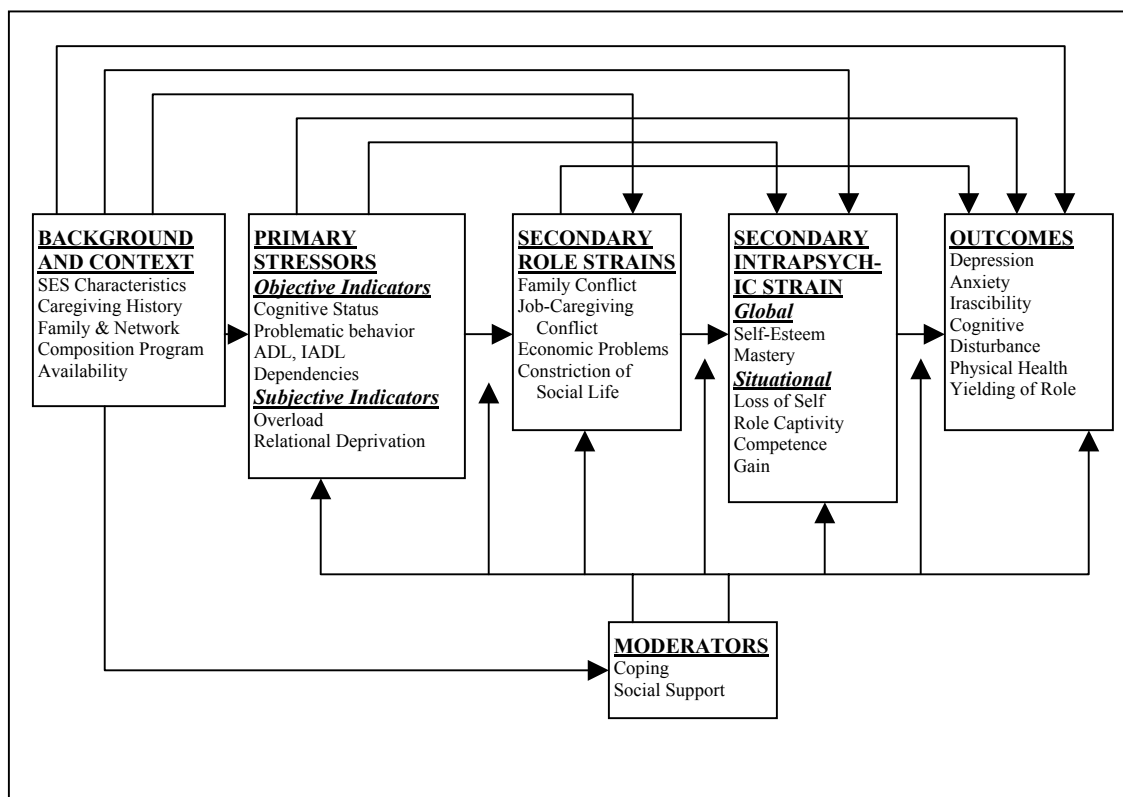 BACKGROUND
AND CONTEXT
SES Characteristics
Caregiving History
Family & Network
Composition Program
Availability
PRIMARY
STRESSORS
Objective Indicators
Cognitive Status
Problematic behavior
ADL, IADL
Dependencies
Subjective Indicators
Overload
Relational Deprivation
SECONDARY
ROLE STRAINS
Family Conflict
Job-Caregiving
Conflict
Economic Problems
Constriction of
Social Life
SECONDARY
INTRAPSYCH-
IC STRAIN
Global
Self-Esteem
Mastery
Situational
Loss of Self
Role Captivity
Competence
Gain
OUTCOMES
Depression
Anxiety
Irascibility
Cognitive
Disturbance
Physical Health
Yielding of Role
MODERATORS
Coping
Social Support